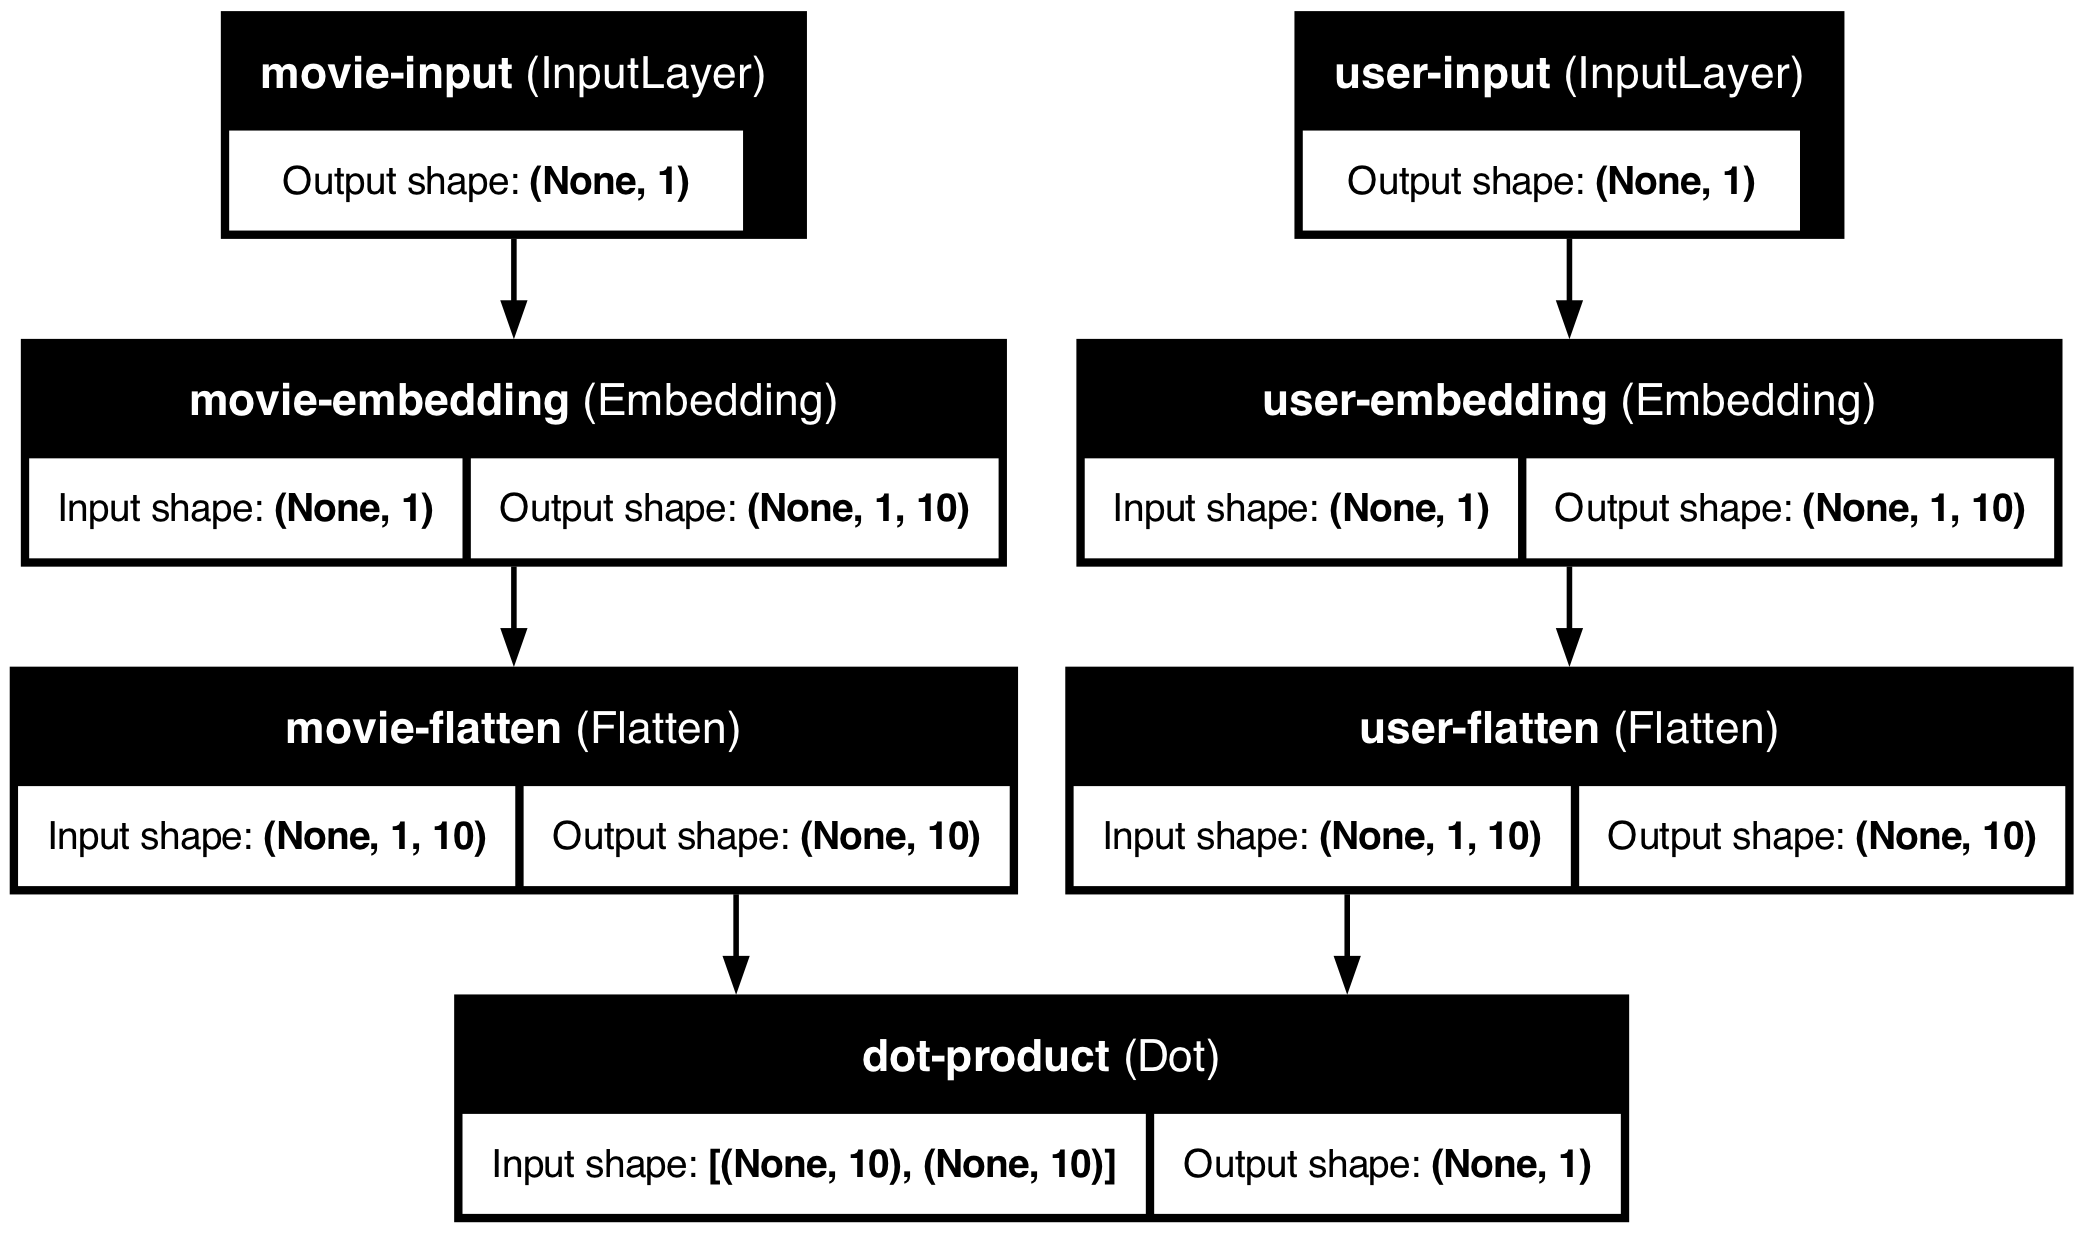 movie-input (InputLayer)
Output shape: (None, 1)
user-input (InputLayer)
Output shape: (None, 1)
movie-embedding (Embedding)
Input shape: (None, 1)
Output shape: (None, 1, 10)
user-embedding (Embedding)
Input shape: (None, 1)
Output shape: (None, 1, 10)
movie-flatten (Flatten)
Input shape: (None, 1, 10)
Output shape: (None, 10)
user-flatten (Flatten)
Input shape: (None, 1, 10)
Output shape: (None, 10)
dot-product (Dot)
Input shape: [(None, 10), (None, 10)]
Output shape: (None, 1)